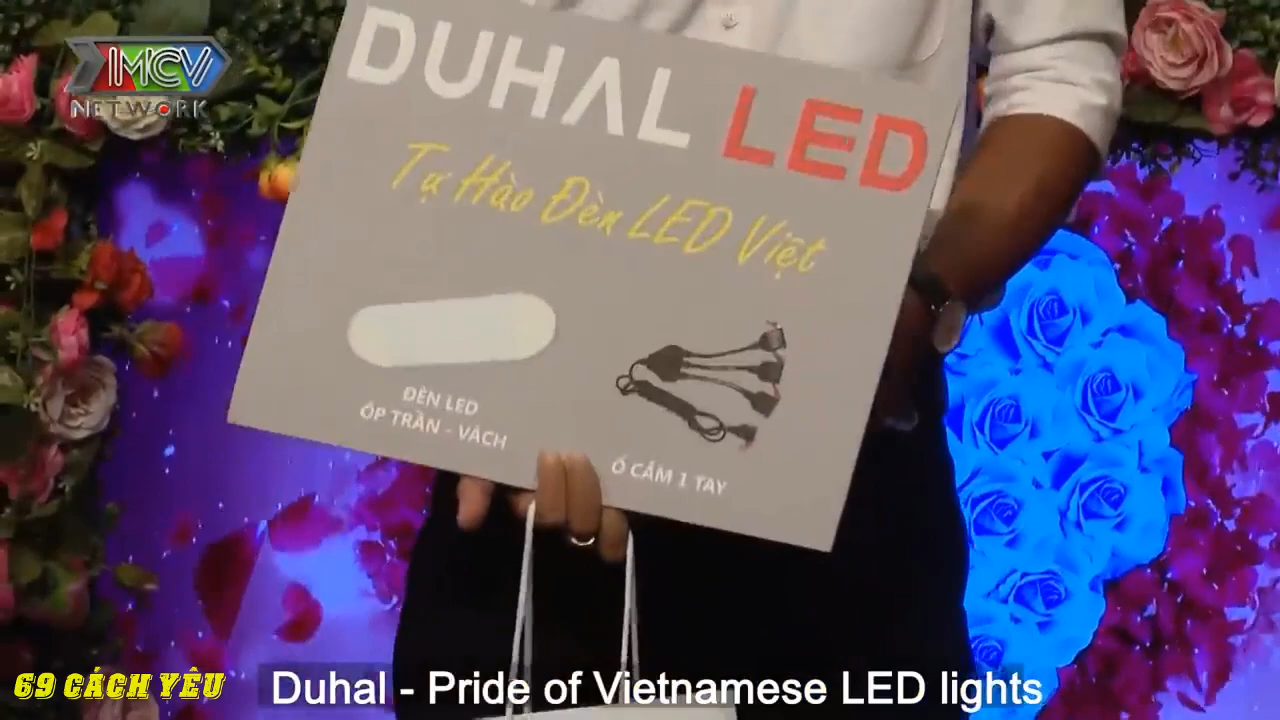 MCV
NETWORK
DUHAL LED
Tự Hào Đèn LED Việt
ĐÈN LED
ỐP TRẦN - VÁCH
Ổ CẮM 1 TAY
69 CÁCH YÊU
Duhal - Pride of Vietnamese LED lights